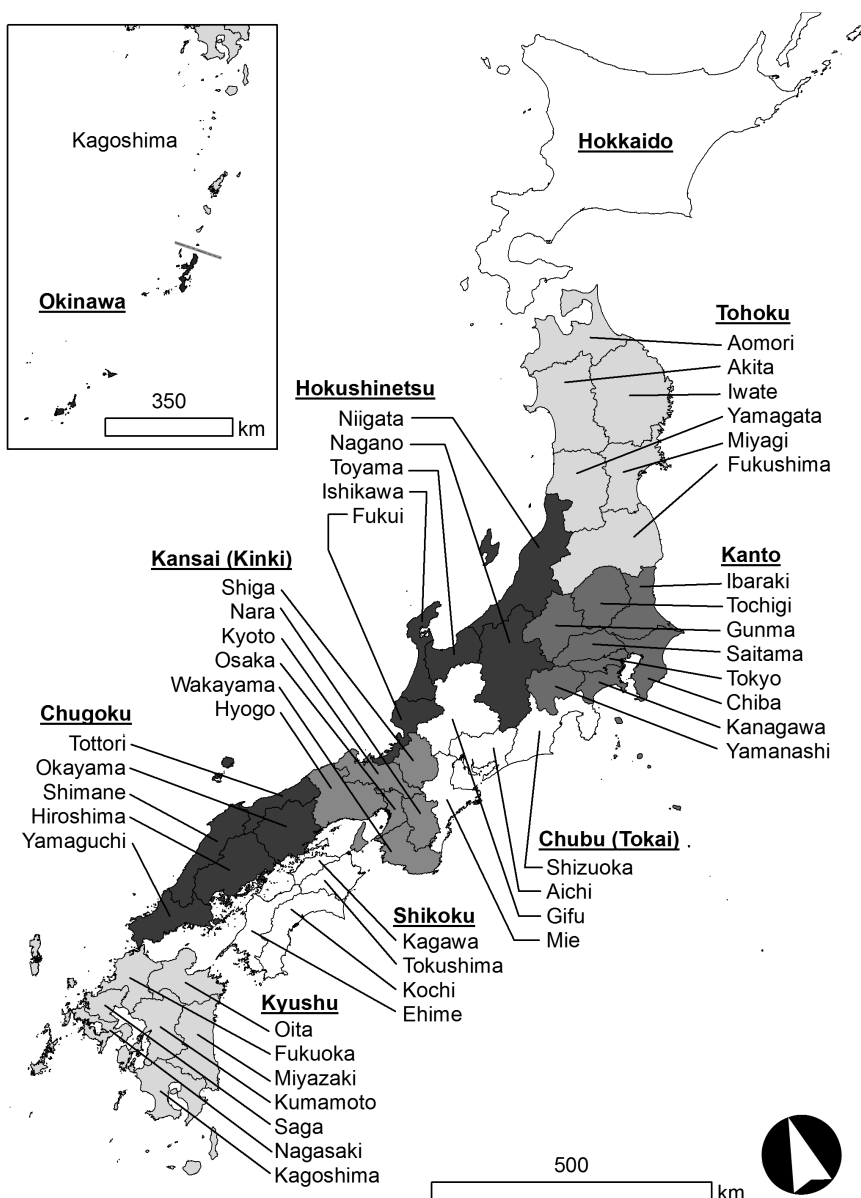 Kagoshima
Okinawa
350
km
Hokkaido
Tohoku
Aomori
Akita
Iwate
Yamagata
Miyagi
Fukushima
Hokushinetsu
Niigata
Nagano
Toyama
Ishikawa
Fukui
Kanto
Ibaraki
Tochigi
Gunma
Saitama
Tokyo
Chiba
Kanagawa
Yamanashi
Kansai (Kinki)
Shiga
Nara
Kyoto
Osaka
Wakayama
Hyogo
Chugoku
Tottori
Okayama
Shimane
Hiroshima
Yamaguchi
Chubu (Tokai)
Shizuoka
Aichi
Gifu
Mie
Shikoku
Kagawa
Tokushima
Kochi
Ehime
Kyushu
Oita
Fukuoka
Miyazaki
Kumamoto
Saga
Nagasaki
Kagoshima
500
km